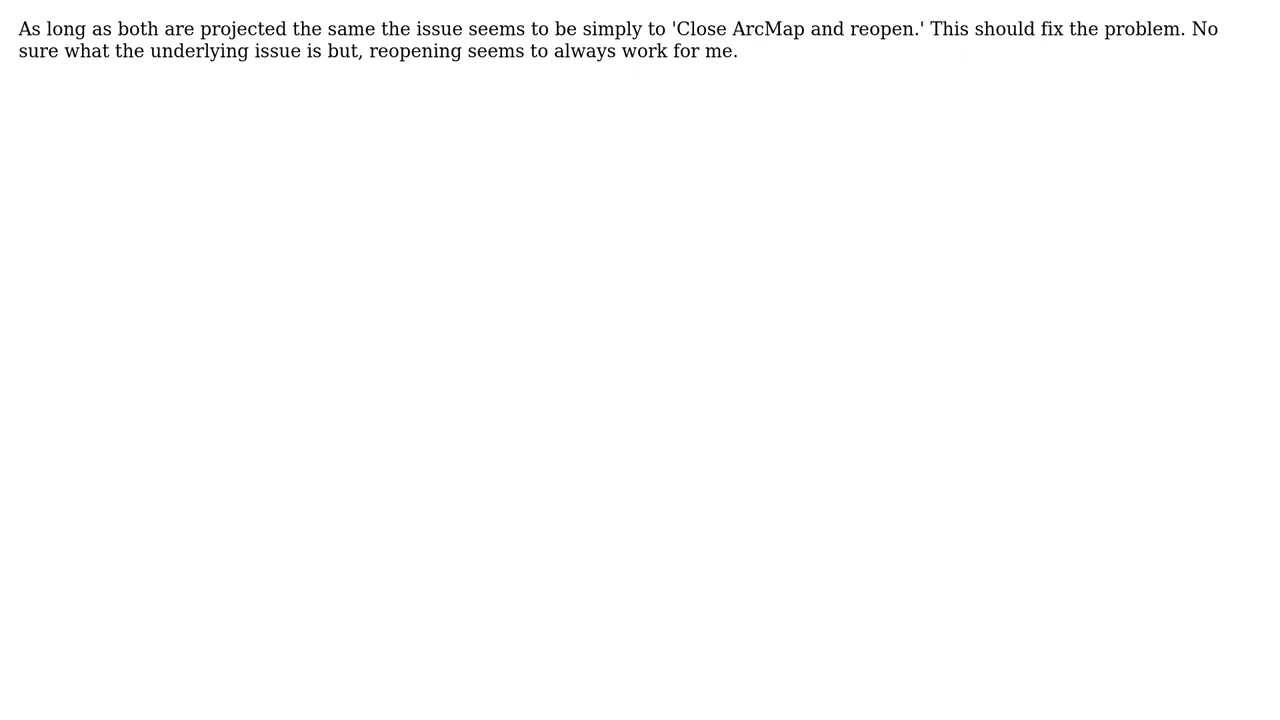 As long as both are projected the same the issue seems to be simply to 'Close ArcMap and reopen.' This should fix the problem. No
sure what the underlying issue is but, reopening seems to always work for me.